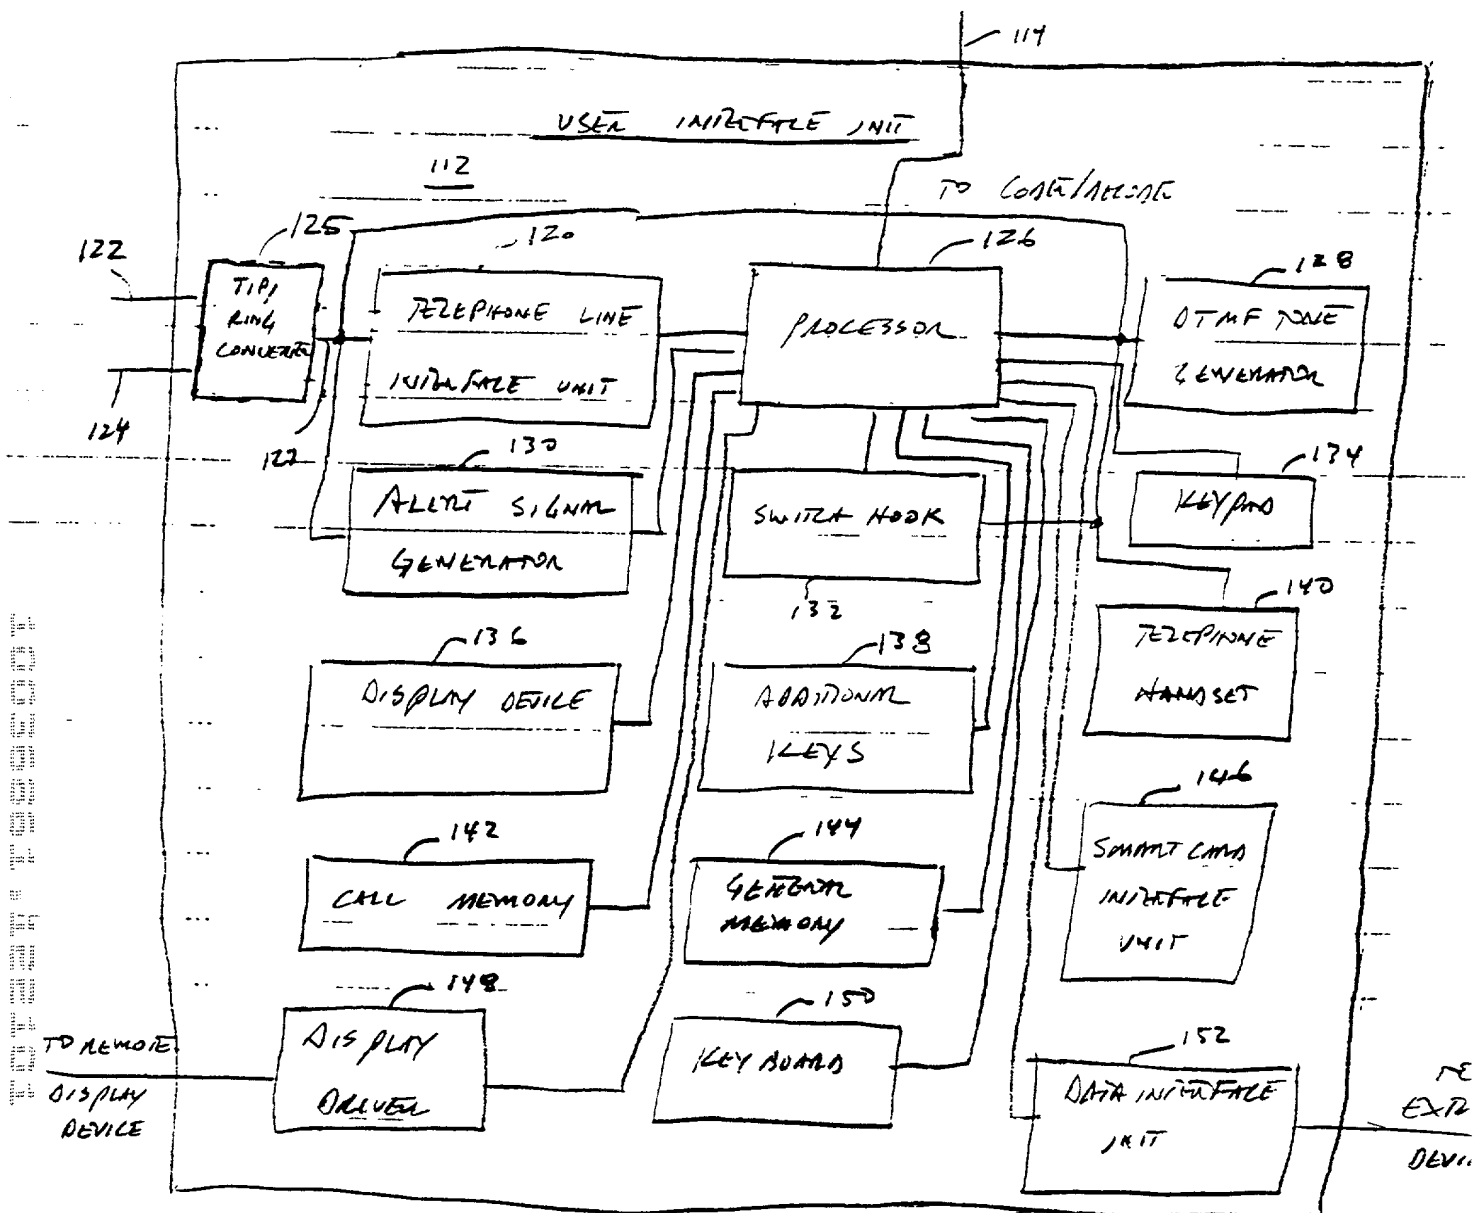 114
USER INTERFACE UNIT
112
TO CODER/DECODER
125
120
126
128
122
TIP/
RING
CONVERTER
TELEPHONE LINE
INTERFACE UNIT
PROCESSOR
DTMF TONE
GENERATOR
124
122
130
134
ALERT SIGNAL
GENERATOR
SWITCH HOOK
KEYPAD
132
140
136
138
TELEPHONE
HANDSET
DISPLAY DEVICE
ADDITIONAL
KEYS
146
142
144
SMART CARD
INTERFACE
UNIT
CALL MEMORY
GENERAL
MEMORY
148
150
152
TO REMOTE
DISPLAY
DEVICE
DISPLAY
DRIVER
KEYBOARD
DATA INTERFACE
UNIT